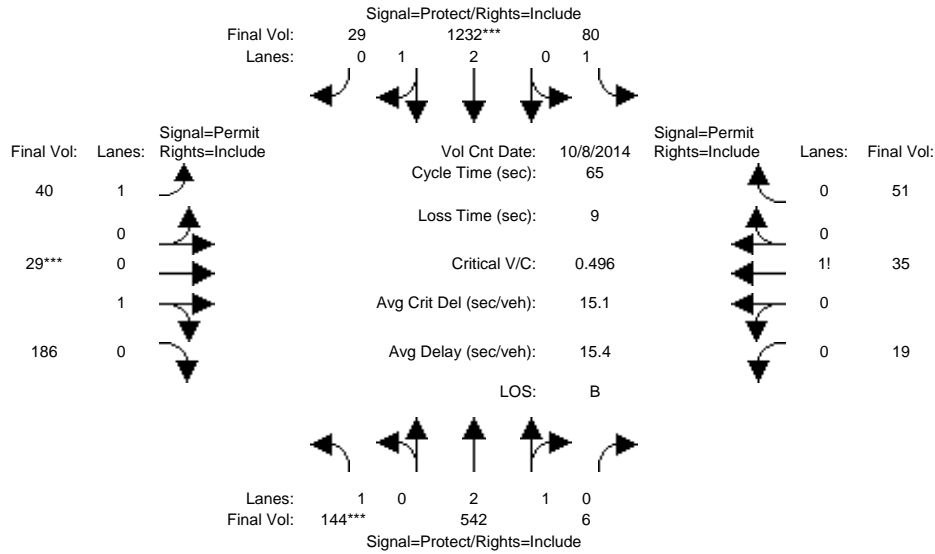 Signal=Protect/Rights=Include
Final Vol: 29 1232*** 80
Lanes: 0 1 2 0 1
Signal=Permit Signal=Permit
Final Vol: Lanes: Rights=Include Vol Cnt Date: 10/8/2014 Rights=Include Lanes: Final Vol:
Cycle Time (sec): 65
40 1 0 51
Loss Time (sec): 9
0 0
29*** 0 Critical V/C: 0.496 1! 35
1 Avg Crit Del (sec/veh): 15.1 0
186 0 Avg Delay (sec/veh): 15.4 0 19
LOS: B
Lanes: 1 0 2 1 0
Final Vol: 144*** 542 6
Signal=Protect/Rights=Include